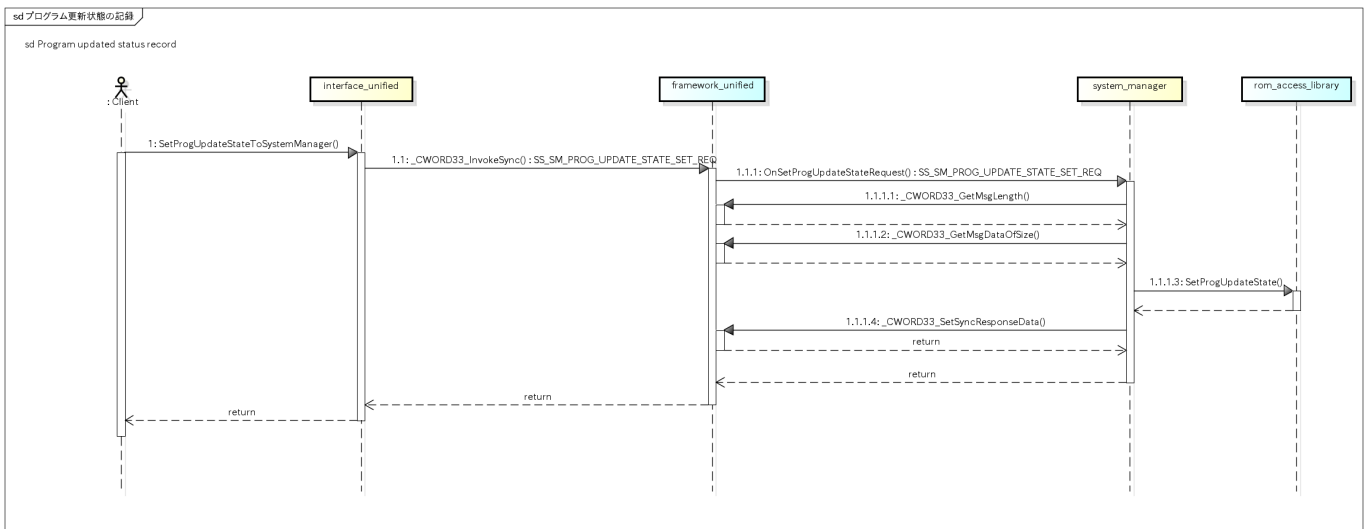 sd プログラム更新状態の記録
sd Program updated status record
: Client
interface_unified
framework_unified
system_manager
rom_access_library
1: SetProgUpdateStateToSystemManager()
1.1: _CWORD33_InvokeSync() : SS_SM_PROG_UPDATE_STATE_SET_REQ
1.1.1: OnSetProgUpdateStateRequest() : SS_SM_PROG_UPDATE_STATE_SET_REQ
1.1.1.1: _CWORD33_GetMsgLength()
1.1.1.2: _CWORD33_GetMsgDataOfSize()
1.1.1.3: SetProgUpdateState()
1.1.1.4: _CWORD33_SetSyncResponseData()
return
return
return
return